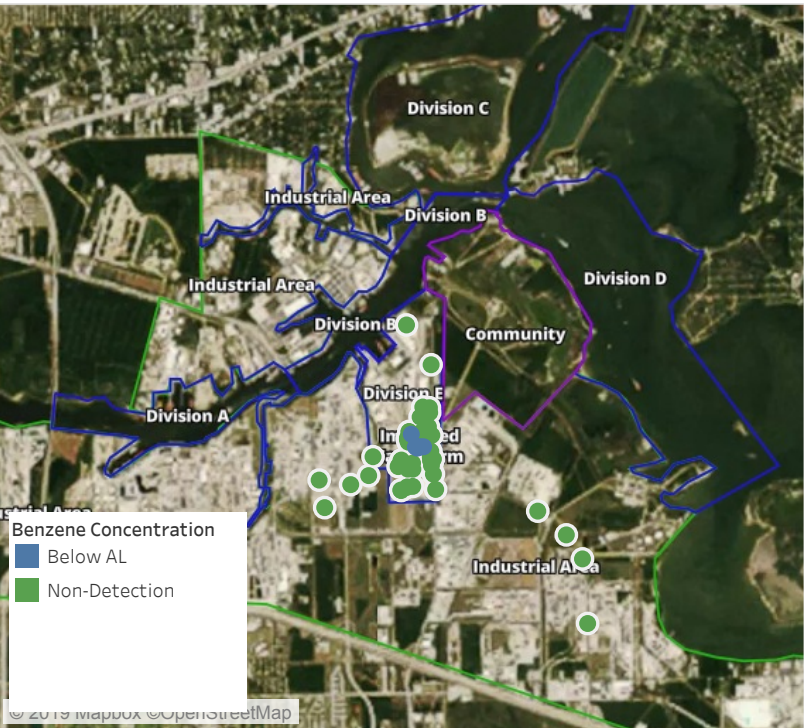 Division C
Industrial Area
Division B
Industrial Area
Division D
Division B
Community
Division E
Division A
Area
Benzene Concentration
Below AL
Non-Detection
Industrial Area
© 2019 Mapbox ©OpenStreetMap